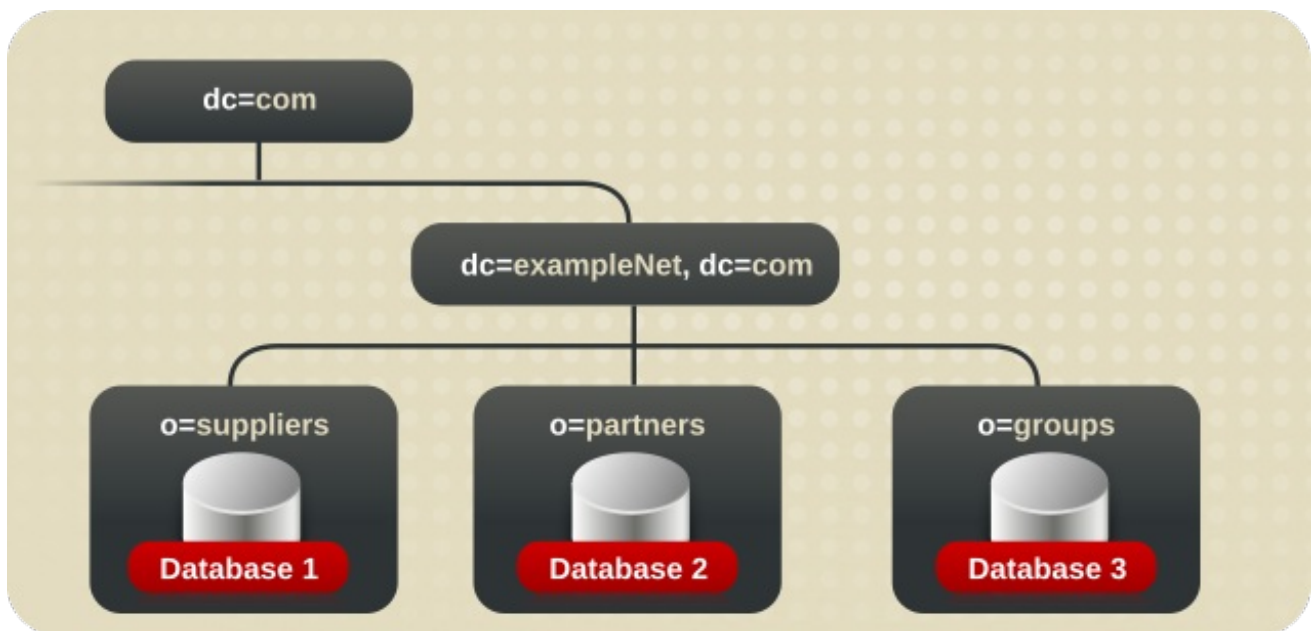 dc=com
dc=exampleNet, dc=com
o=suppliers
o=partners
o=groups
Database 1
Database 2
Database 3